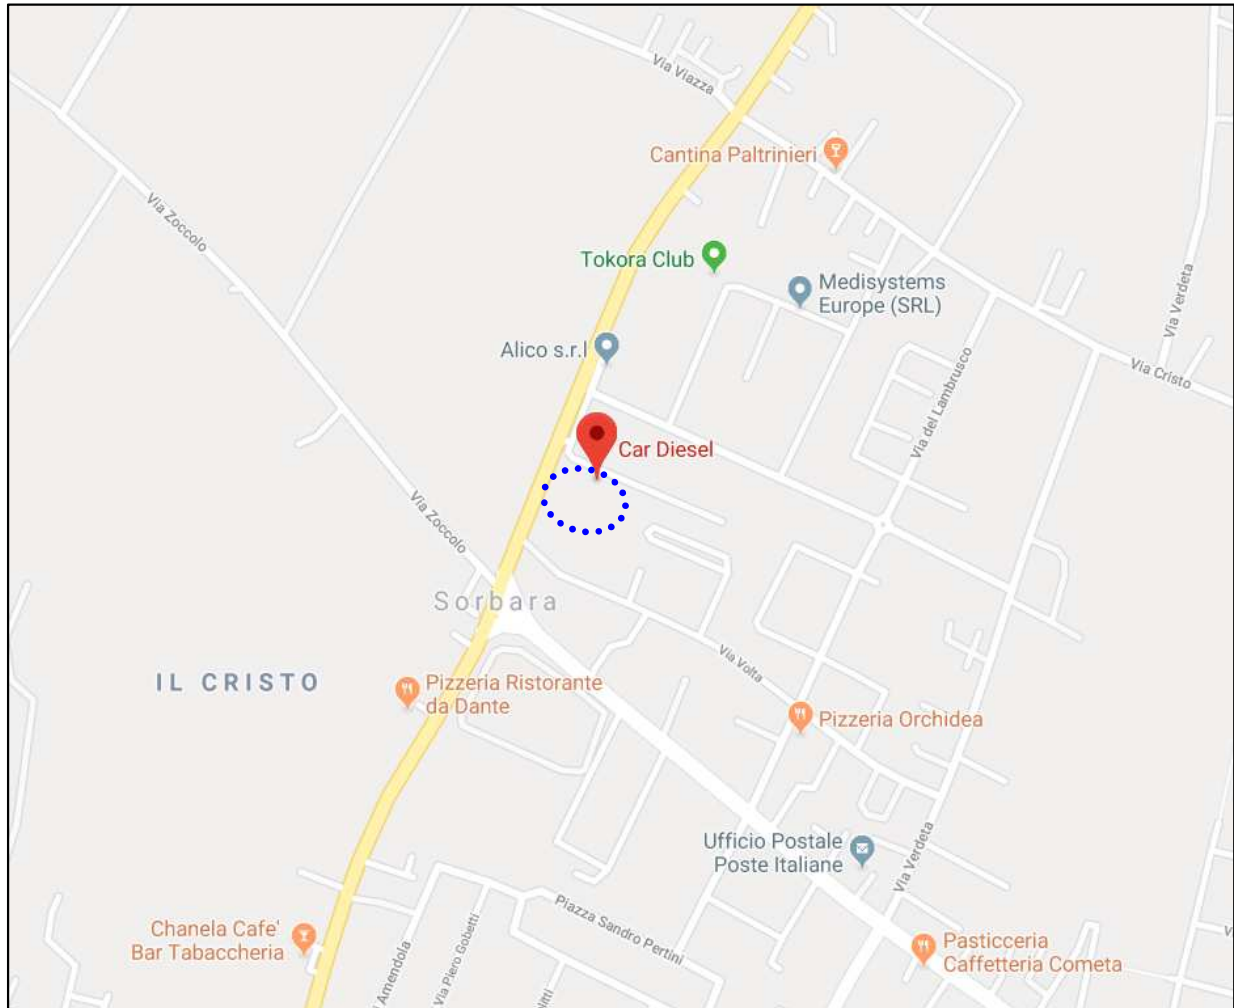 Via Viazza
Cantina Paltrinieri
Via Zoccolo
Tokora Club
Medisystems
Europe (SRL)
Via Verdeta
Alico s.r.l
Via Cristo
Via del Lambrusco
Car Diesel
Via Zoccolo
Sorbara
Via Volta
IL CRISTO
Pizzeria Ristorante
da Dante
Pizzeria Orchidea
Ufficio Postale
Poste Italiane
Via Verdeta
Piazza Sandro Pertini
Chanela Cafe'
Bar Tabaccheria
Amendola
Via Piero Gobetti
Pasticceria
Caffetteria Cometa